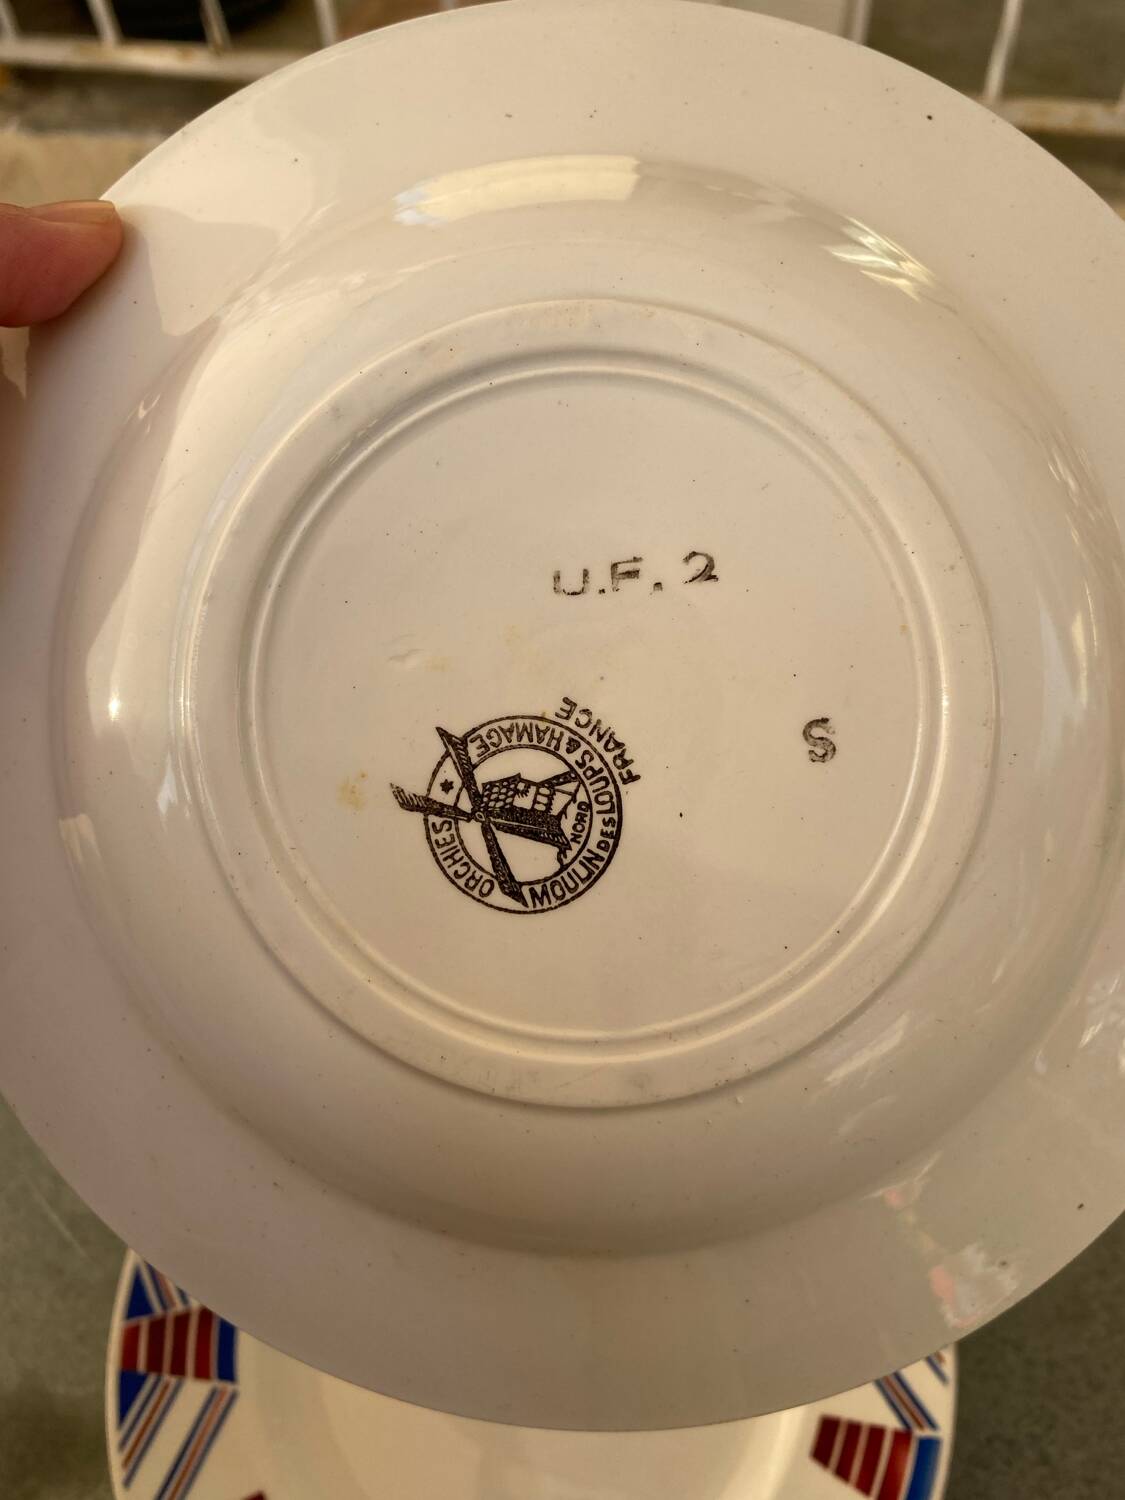 U.F. 2
S
ORCHIES
MOULIN DES LOUPS & HAMAGE
NORD
FRANCE